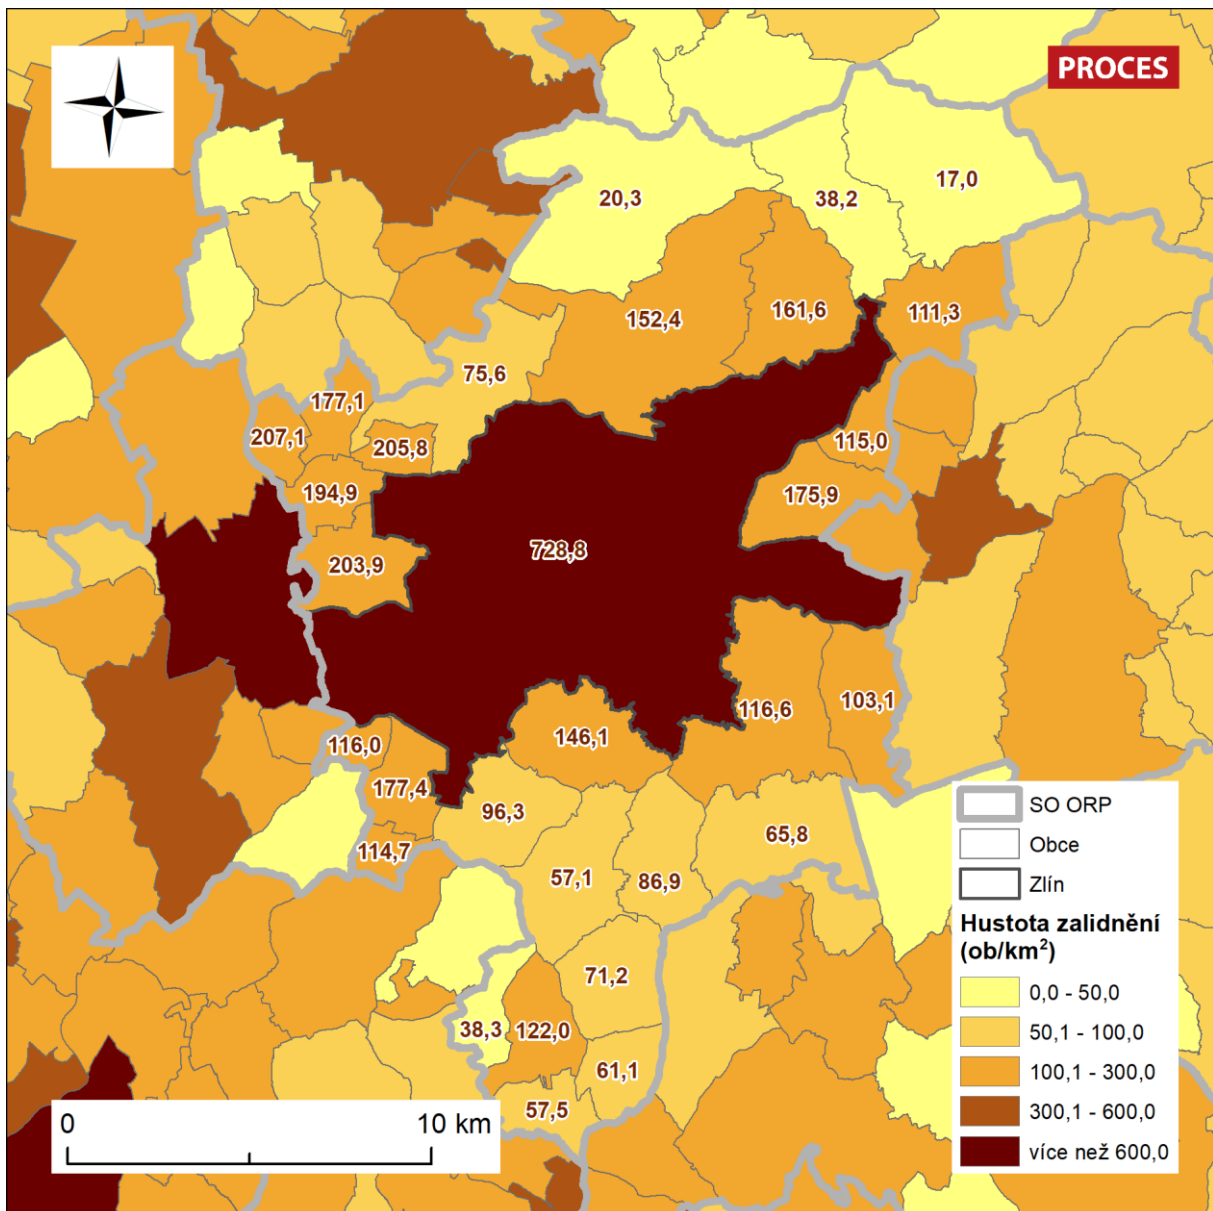 PROCES
20,3
38,2
17,0
152,4
161,6
111,3
75,6
177,1
207,1
205,8
115,0
194,9
175,9
728,8
203,9
116,6
103,1
146,1
116,0
177,4
96,3
65,8
114,7
57,1
86,9
71,2
38,3
122,0
61,1
57,5
SO ORP
Obce
Zlín
Hustota zalidnění
(ob/km²)
0,0 - 50,0
50,1 - 100,0
100,1 - 300,0
300,1 - 600,0
více než 600,0
0 10 km